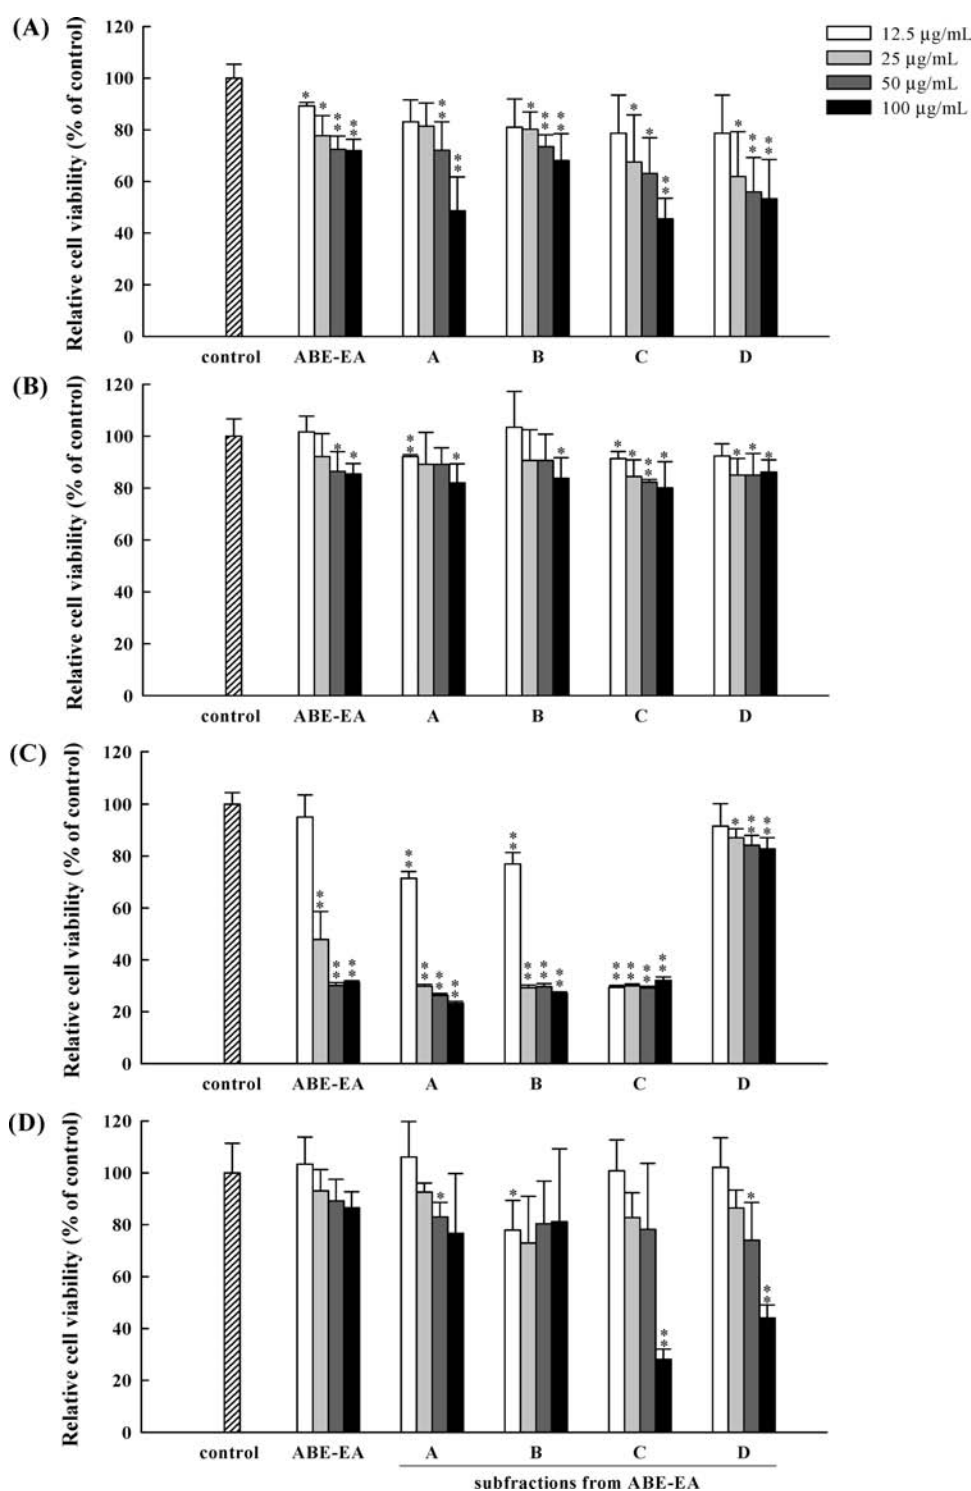 (A)
Relative cell viability (% of control)
120
100
80
60
40
20
0
12.5 µg/mL
25 µg/mL
50 µg/mL
100 µg/mL
* * ** **
** **
* ** **
* * **
* ** **
control ABE-EA A B C D
(B)
Relative cell viability (% of control)
120
100
80
60
40
20
0
* *
** *
*
* * ** *
* * *
control ABE-EA A B C D
(C)
Relative cell viability (% of control)
120
100
80
60
40
20
0
** ** **
** ** ** **
** ** ** **
** ** ** **
* ** **
control ABE-EA A B C D
(D)
Relative cell viability (% of control)
120
100
80
60
40
20
0
*
*
**
* **
control ABE-EA A B C D
subfractions from ABE-EA